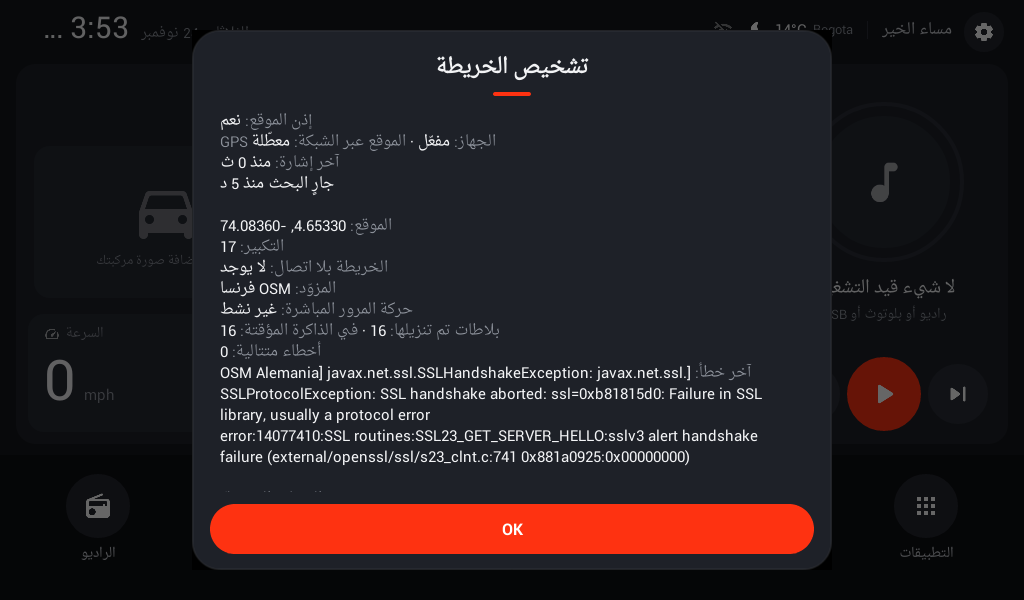 ... 3:53
نوفمبر
14°C
Bogota
مساء الخير
تشخيص الخريطة
إذن الموقع: نعم
GPS الجهاز: مفعّل · الموقع عبر الشبكة: معطّلة
آخر إشارة: منذ 0 ث
جارٍ البحث منذ 5 د
الموقع: 4.65330, -74.08360
التكبير: 17
الخريطة بلا اتصال: لا يوجد
المزوّد: OSM فرنسا
حركة المرور المباشرة: غير نشط
بلاطات تم تنزيلها: 16 · في الذاكرة المؤقتة: 16
أخطاء متتالية: 0
آخر خطأ: [OSM Alemania] javax.net.ssl.SSLHandshakeException: javax.net.ssl.
SSLProtocolException: SSL handshake aborted: ssl=0xb81815d0: Failure in SSL
library, usually a protocol error
error:14077410:SSL routines:SSL23_GET_SERVER_HELLO:sslv3 alert handshake
failure (external/openssl/ssl/s23_clnt.c:741 0x881a0925:0x00000000)
OK
صورة مركبتك
السرعة
0 mph
لا شيء قيد
راديو أو بلوتوث أو
الراديو
التطبيقات